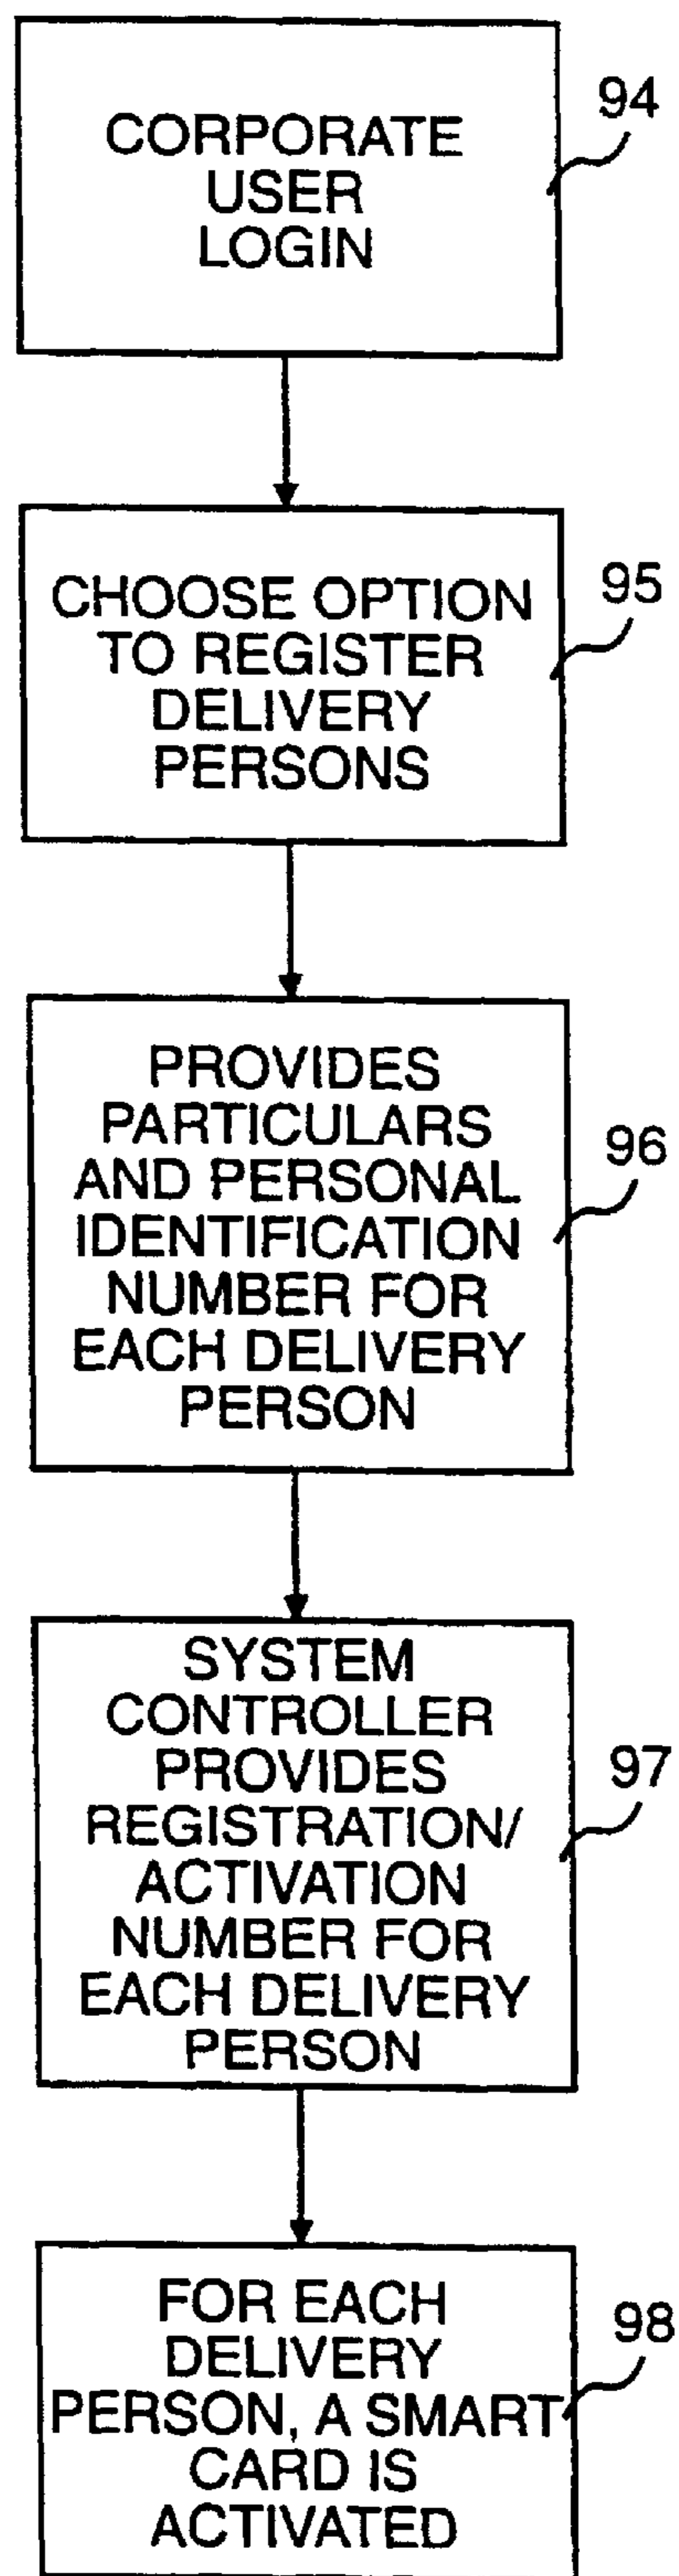 CORPORATE
USER
LOGIN
94
CHOOSE OPTION
TO REGISTER
DELIVERY
PERSONS
95
PROVIDES
PARTICULARS
AND PERSONAL
IDENTIFICATION
NUMBER FOR
EACH DELIVERY
PERSON
96
SYSTEM
CONTROLLER
PROVIDES
REGISTRATION/
ACTIVATION
NUMBER FOR
EACH DELIVERY
PERSON
97
FOR EACH
DELIVERY
PERSON, A SMART
CARD IS
ACTIVATED
98